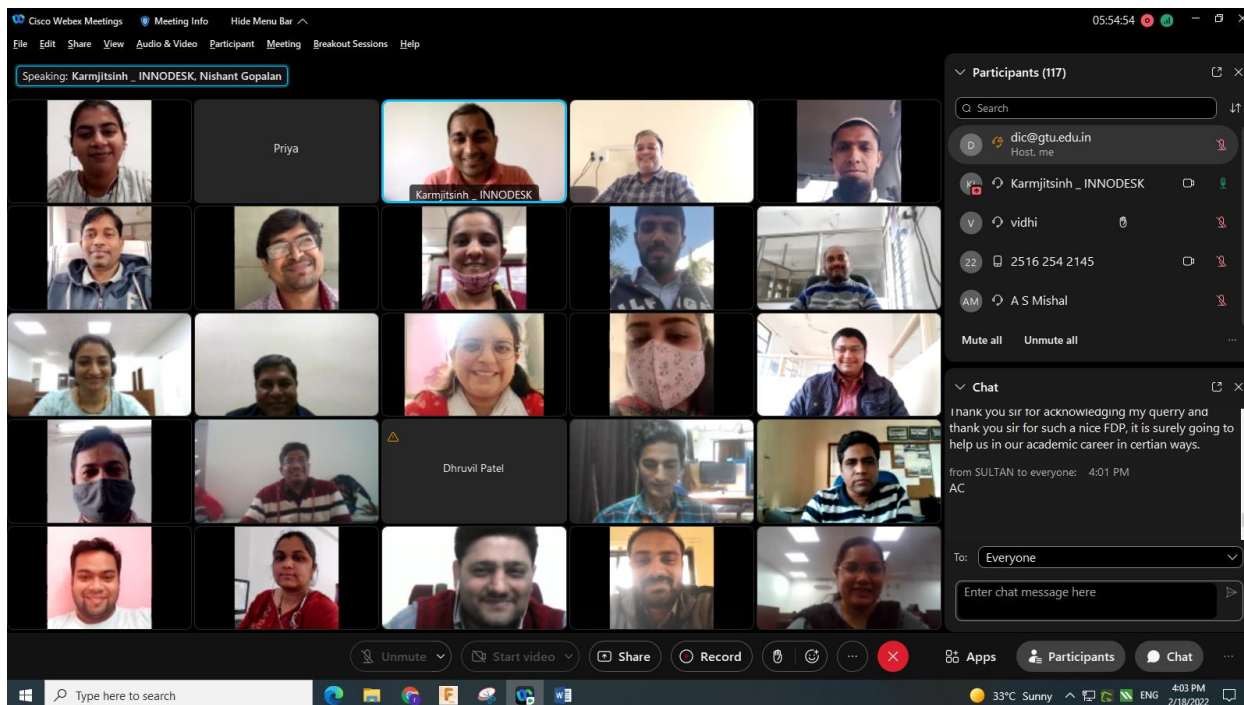 Cisco Webex Meetings Meeting Info Hide Menu Bar
05:54:54
File Edit Share View Audio & Video Participant Meeting Breakout Sessions Help
Speaking: Karmjitsinh _ INNODESK, Nishant Gopalan
Priya
Karmjitsinh _ INNODESK
Dhruvil Patel
Participants (117)
Search
D dic@gtu.edu.in
Host, me
KI Karmjitsinh _ INNODESK
V vidhi
22 2516 254 2145
AM A S Mishal
Mute all Unmute all
Chat
Thank you sir for acknowledging my querry and
thank you sir for such a nice FDP, it is surely going to
help us in our academic career in certian ways.
from SULTAN to everyone: 4:01 PM
AC
To: Everyone
Enter chat message here
Unmute Start video Share Record
Apps Participants Chat
Type here to search
33°C Sunny ENG
4:03 PM
2/18/2022